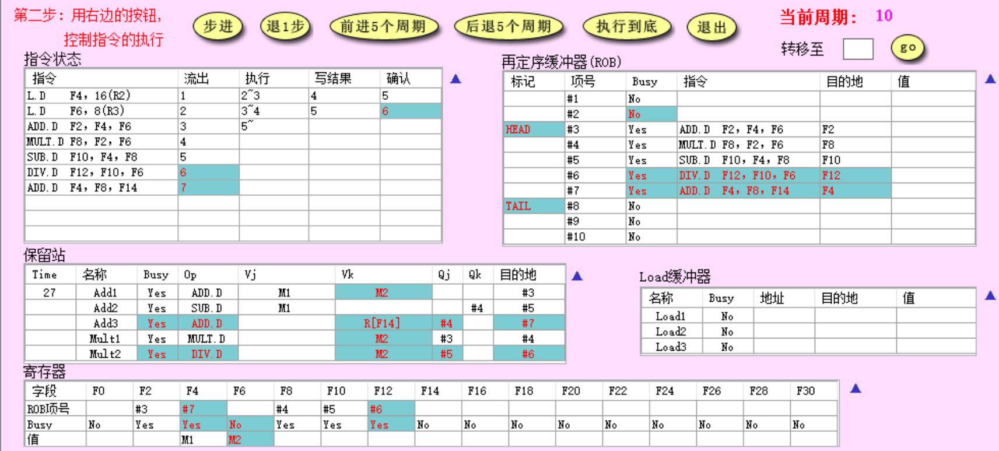 第二步：用右边的按钮，
控制指令的执行
步进 退1步 前进5个周期 后退5个周期 执行到底 退出
当前周期： 10
转移至 go
指令状态
指令 流出 执行 写结果 确认
L.D F4, 16(R2) 1 2~3 4 5
L.D F6, 8(R3) 2 3~4 5 6
ADD.D F2, F4, F6 3 5~
MULT.D F8, F2, F6 4
SUB.D F10, F4, F8 5
DIV.D F12, F10, F6 6
ADD.D F4, F8, F14 7
再定序缓冲器(ROB)
标记 项号 Busy 指令 目的地 值
#1 No
#2 No
HEAD #3 Yes ADD.D F2, F4, F6 F2
#4 Yes MULT.D F8, F2, F6 F8
#5 Yes SUB.D F10, F4, F8 F10
#6 Yes DIV.D F12, F10, F6 F12
#7 Yes ADD.D F4, F8, F14 F4
TAIL #8 No
#9 No
#10 No
保留站
Time 名称 Busy Op Vj Vk Qj Qk 目的地
27 Add1 Yes ADD.D M1 M2 #3
Add2 Yes SUB.D M1 #4 #5
Add3 Yes ADD.D R[F14] #4 #7
Mult1 Yes MULT.D M2 #3 #4
Mult2 Yes DIV.D M2 #5 #6
Load缓冲器
名称 Busy 地址 目的地 值
Load1 No
Load2 No
Load3 No
寄存器
字段 F0 F2 F4 F6 F8 F10 F12 F14 F16 F18 F20 F22 F24 F26 F28 F30
ROB项号 #3 #7 #4 #5 #6
Busy No Yes Yes No Yes Yes Yes No No No No No No No No No
值 M1 M2